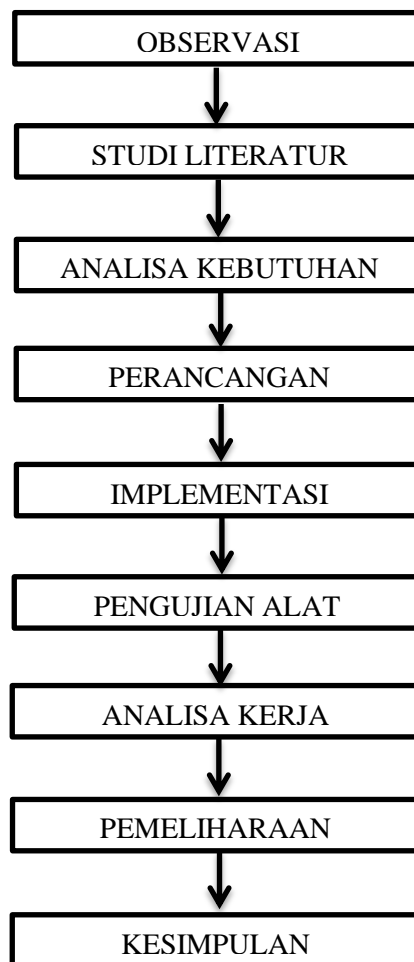 OBSERVASI
STUDI LITERATUR
ANALISA KEBUTUHAN
PERANCANGAN
IMPLEMENTASI
PENGUJIAN ALAT
ANALISA KERJA
PEMELIHARAAN
KESIMPULAN